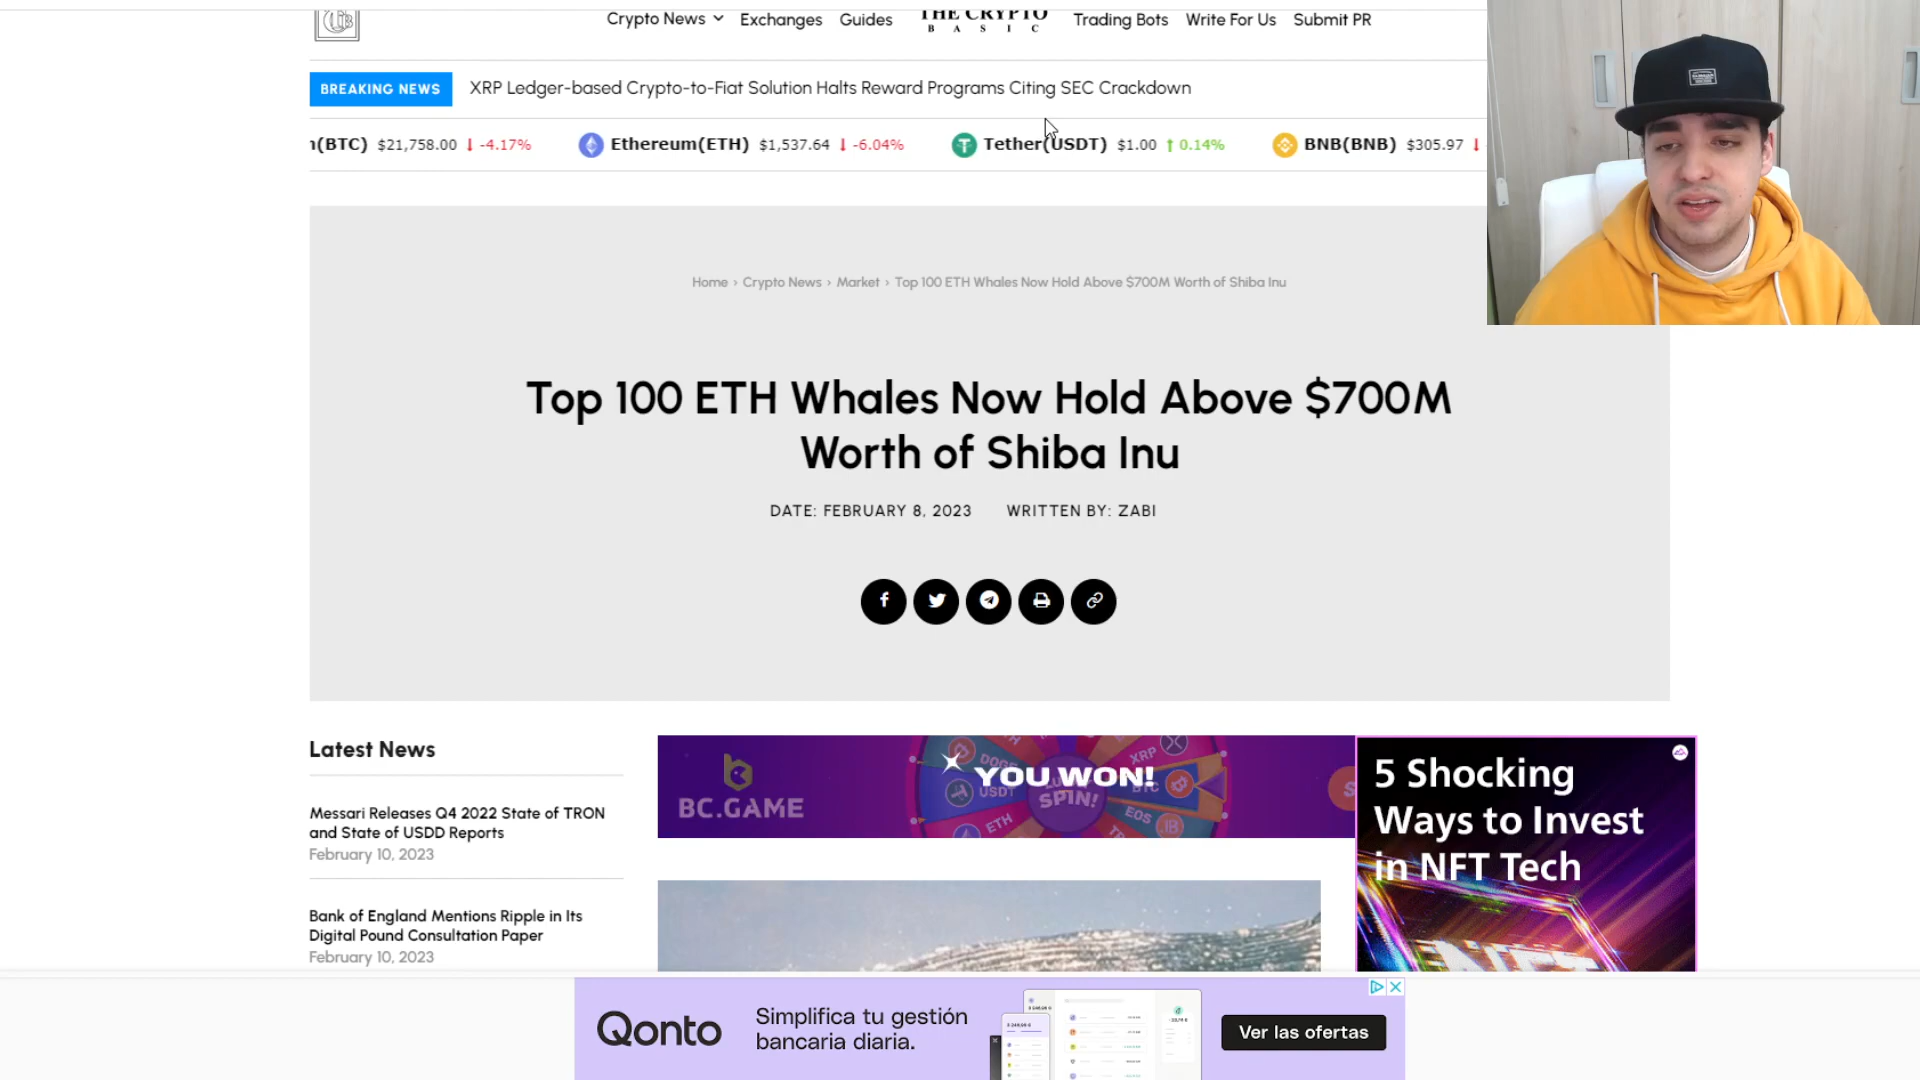 Crypto News Exchanges Guides THE CRYPTO Trading Bots Write For Us Submit PR
BASIC
BREAKING NEWS XRP Ledger-based Crypto-to-Fiat Solution Halts Reward Programs Citing SEC Crackdown
n(BTC) $21,758.00 ↓ -4.17% Ethereum(ETH) $1,537.64 ↓ -6.04% Tether(USDT) $1.00 ↑ 0.14% BNB(BNB) $305.97 ↓
Home › Crypto News › Market › Top 100 ETH Whales Now Hold Above $700M Worth of Shiba Inu
Top 100 ETH Whales Now Hold Above $700M
Worth of Shiba Inu
DATE: FEBRUARY 8, 2023 WRITTEN BY: ZABI
Latest News
Messari Releases Q4 2022 State of TRON
and State of USDD Reports
February 10, 2023
Bank of England Mentions Ripple in Its
Digital Pound Consultation Paper
February 10, 2023
BC.GAME
YOU WON!
SPIN!
DOGE
USDT
ETH
XRP
BTC
EOS
5 Shocking
Ways to Invest
in NFT Tech
Qonto
Simplifica tu gestión
bancaria diaria.
Ver las ofertas